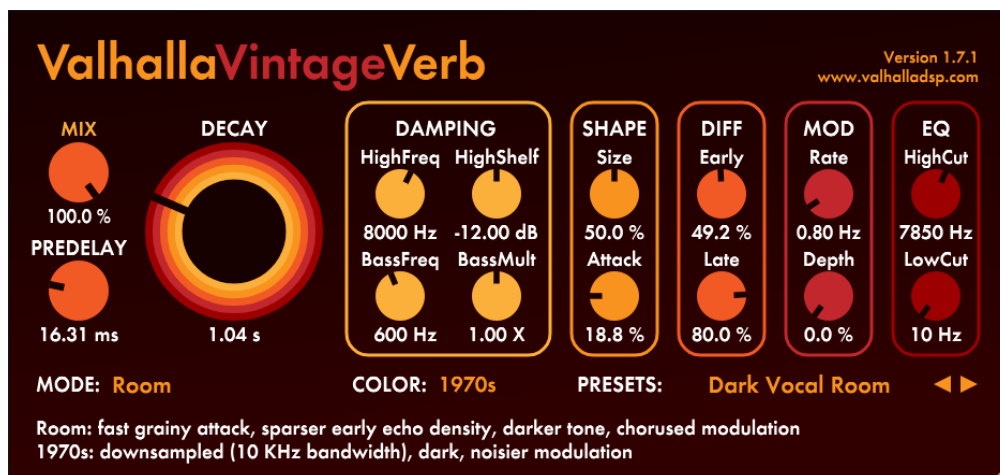 ValhallaVintageVerb
Version 1.7.1
www.valhalladsp.com
MIX
100.0 %
PREDELAY
16.31 ms
DECAY
1.04 s
DAMPING
HighFreq HighShelf
8000 Hz -12.00 dB
BassFreq BassMult
600 Hz 1.00 X
SHAPE
Size
50.0 %
Attack
18.8 %
DIFF
Early
49.2 %
Late
80.0 %
MOD
Rate
0.80 Hz
Depth
0.0 %
EQ
HighCut
7850 Hz
LowCut
10 Hz
MODE: Room COLOR: 1970s PRESETS: Dark Vocal Room
Room: fast grainy attack, sparser early echo density, darker tone, chorused modulation
1970s: downsampled (10 KHz bandwidth), dark, noisier modulation